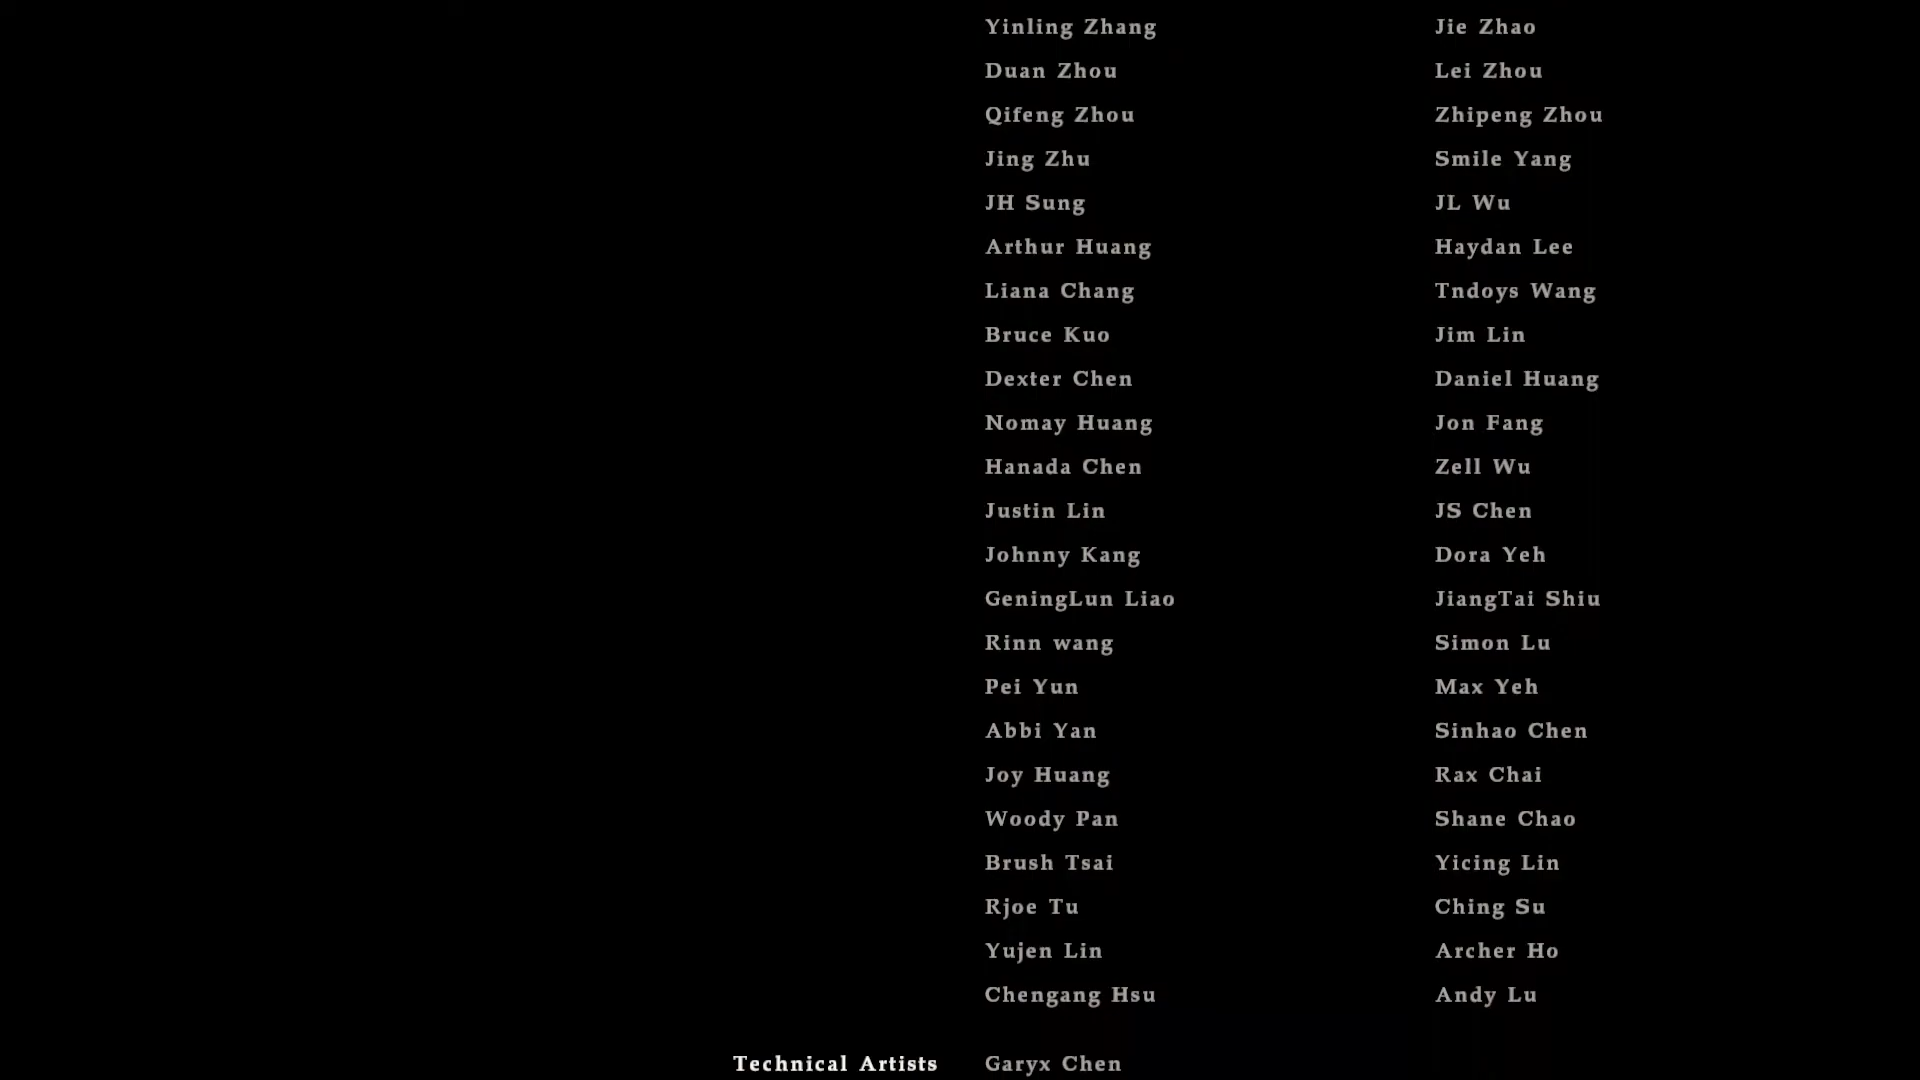 Yinling Zhang Jie Zhao
Duan Zhou Lei Zhou
Qifeng Zhou Zhipeng Zhou
Jing Zhu Smile Yang
JH Sung JL Wu
Arthur Huang Haydan Lee
Liana Chang Tndoys Wang
Bruce Kuo Jim Lin
Dexter Chen Daniel Huang
Nomay Huang Jon Fang
Hanada Chen Zell Wu
Justin Lin JS Chen
Johnny Kang Dora Yeh
GeningLun Liao JiangTai Shiu
Rinn wang Simon Lu
Pei Yun Max Yeh
Abbi Yan Sinhao Chen
Joy Huang Rax Chai
Woody Pan Shane Chao
Brush Tsai Yicing Lin
Rjoe Tu Ching Su
Yujen Lin Archer Ho
Chengang Hsu Andy Lu
Technical Artists Garyx Chen